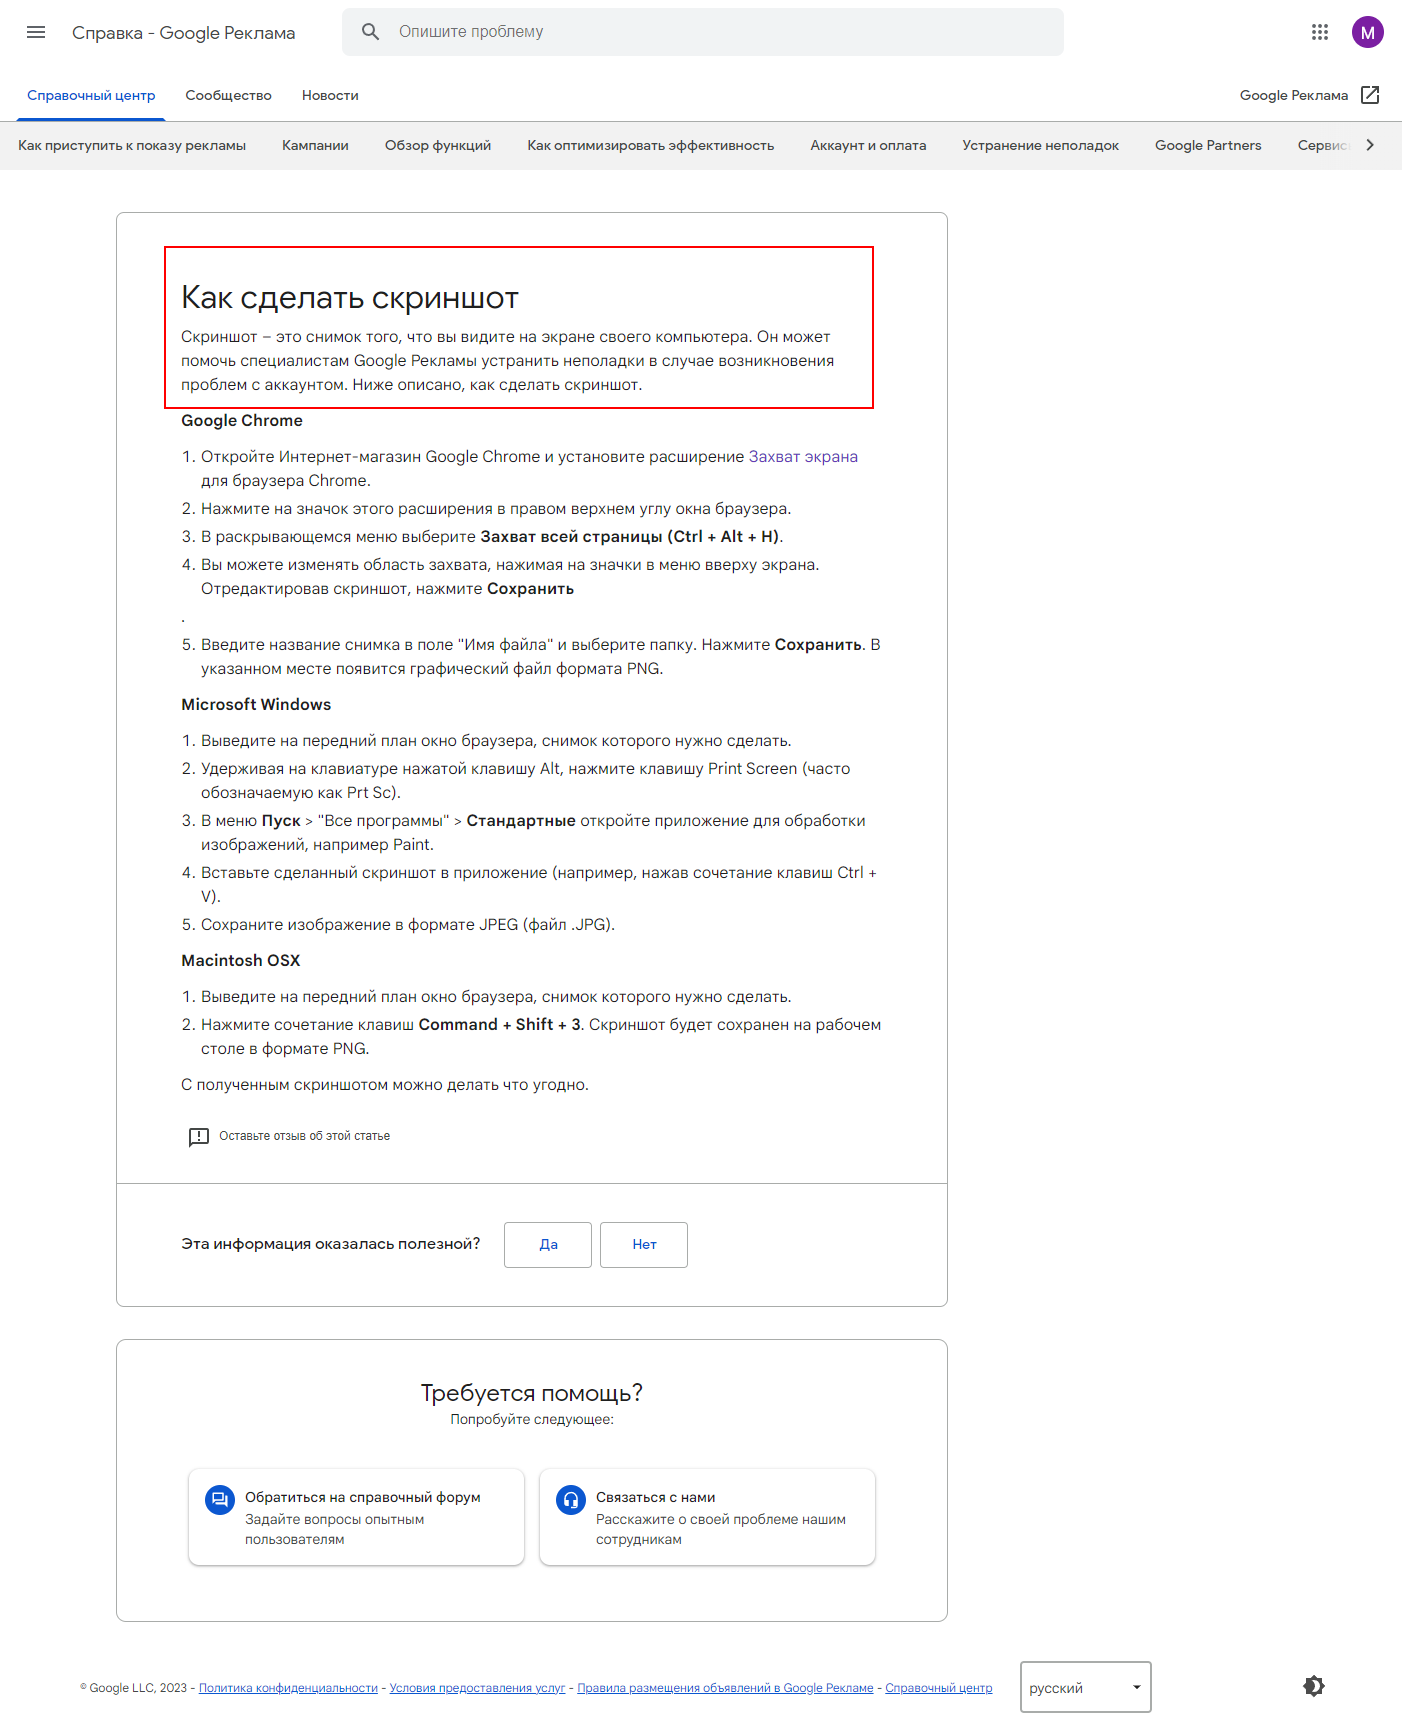 Справка - Google Реклама
Опишите проблему
M
Справочный центр
Сообщество
Новости
Google Реклама
Как приступить к показу рекламы
Кампании
Обзор функций
Как оптимизировать эффективность
Аккаунт и оплата
Устранение неполадок
Google Partners
Сервис
Как сделать скриншот
Скриншот – это снимок того, что вы видите на экране своего компьютера. Он может
помочь специалистам Google Рекламы устранить неполадки в случае возникновения
проблем с аккаунтом. Ниже описано, как сделать скриншот.
Google Chrome
1. Откройте Интернет-магазин Google Chrome и установите расширение Захват экрана
для браузера Chrome.
2. Нажмите на значок этого расширения в правом верхнем углу окна браузера.
3. В раскрывающемся меню выберите Захват всей страницы (Ctrl + Alt + H).
4. Вы можете изменять область захвата, нажимая на значки в меню вверху экрана.
Отредактировав скриншот, нажмите Сохранить
.
5. Введите название снимка в поле "Имя файла" и выберите папку. Нажмите Сохранить. В
указанном месте появится графический файл формата PNG.
Microsoft Windows
1. Выведите на передний план окно браузера, снимок которого нужно сделать.
2. Удерживая на клавиатуре нажатой клавишу Alt, нажмите клавишу Print Screen (часто
обозначаемую как Prt Sc).
3. В меню Пуск > "Все программы" > Стандартные откройте приложение для обработки
изображений, например Paint.
4. Вставьте сделанный скриншот в приложение (например, нажав сочетание клавиш Ctrl +
V).
5. Сохраните изображение в формате JPEG (файл .JPG).
Macintosh OSX
1. Выведите на передний план окно браузера, снимок которого нужно сделать.
2. Нажмите сочетание клавиш Command + Shift + 3. Скриншот будет сохранен на рабочем
столе в формате PNG.
С полученным скриншотом можно делать что угодно.
Оставьте отзыв об этой статье
Эта информация оказалась полезной?
Да
Нет
Требуется помощь?
Попробуйте следующее:
Обратиться на справочный форум
Задайте вопросы опытным
пользователям
Связаться с нами
Расскажите о своей проблеме нашим
сотрудникам
© Google LLC, 2023 - Политика конфиденциальности - Условия предоставления услуг - Правила размещения объявлений в Google Рекламе - Справочный центр
русский